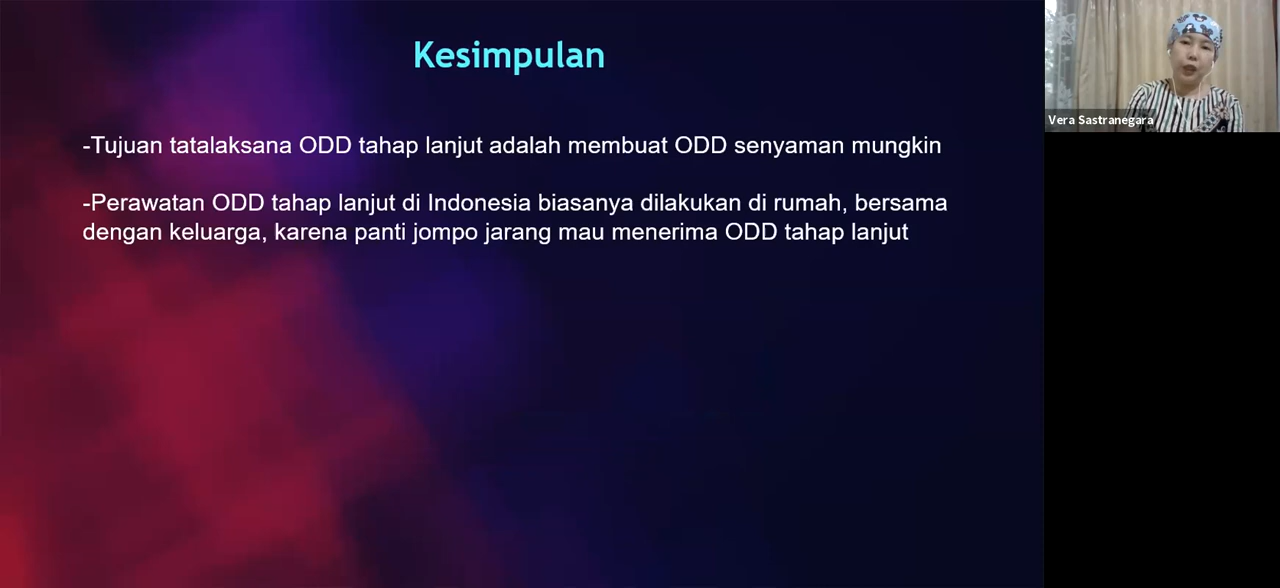 Kesimpulan
-Tujuan tatalaksana ODD tahap lanjut adalah membuat ODD senyaman mungkin
-Perawatan ODD tahap lanjut di Indonesia biasanya dilakukan di rumah, bersama
dengan keluarga, karena panti jompo jarang mau menerima ODD tahap lanjut
Vera Sastranegara